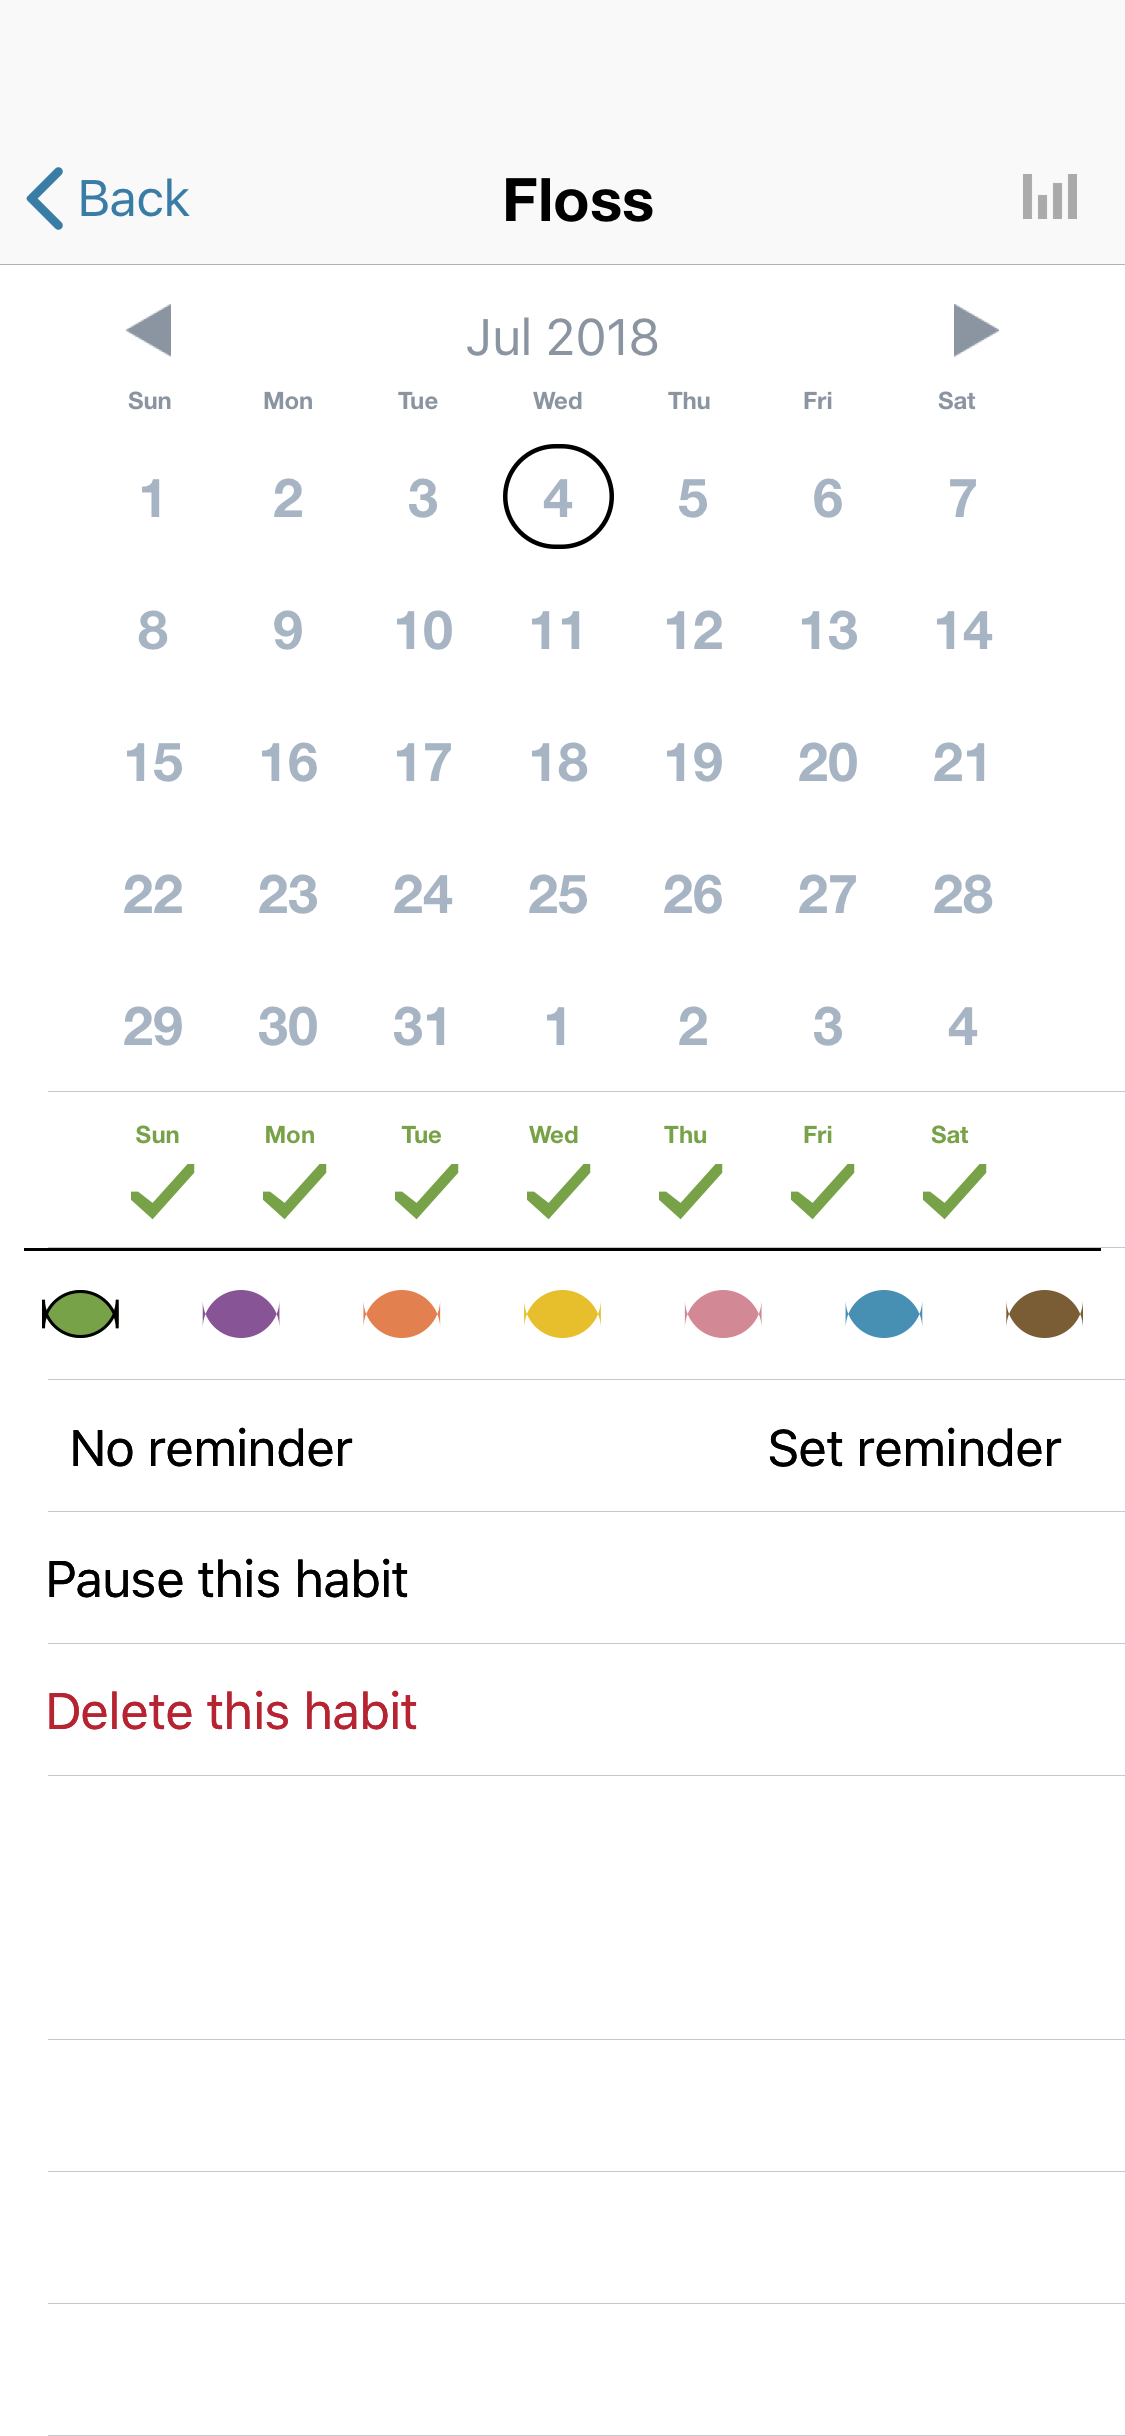 Back Floss
Jul 2018
Sun Mon Tue Wed Thu Fri Sat
1 2 3 4 5 6 7
8 9 10 11 12 13 14
15 16 17 18 19 20 21
22 23 24 25 26 27 28
29 30 31 1 2 3 4
Sun Mon Tue Wed Thu Fri Sat
No reminder Set reminder
Pause this habit
Delete this habit